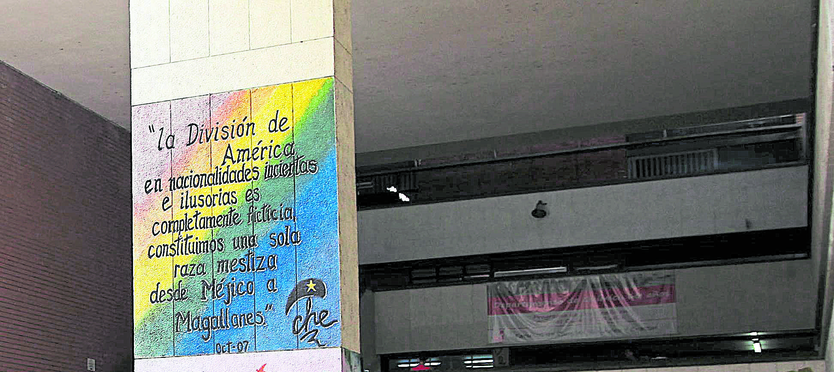 "la División de
América
en nacionalidades inciertas
e ilusorias es
completamente ficticia,
constituimos una sola
raza mestiza
desde Méjico a
Magallanes."
che
OCT-07